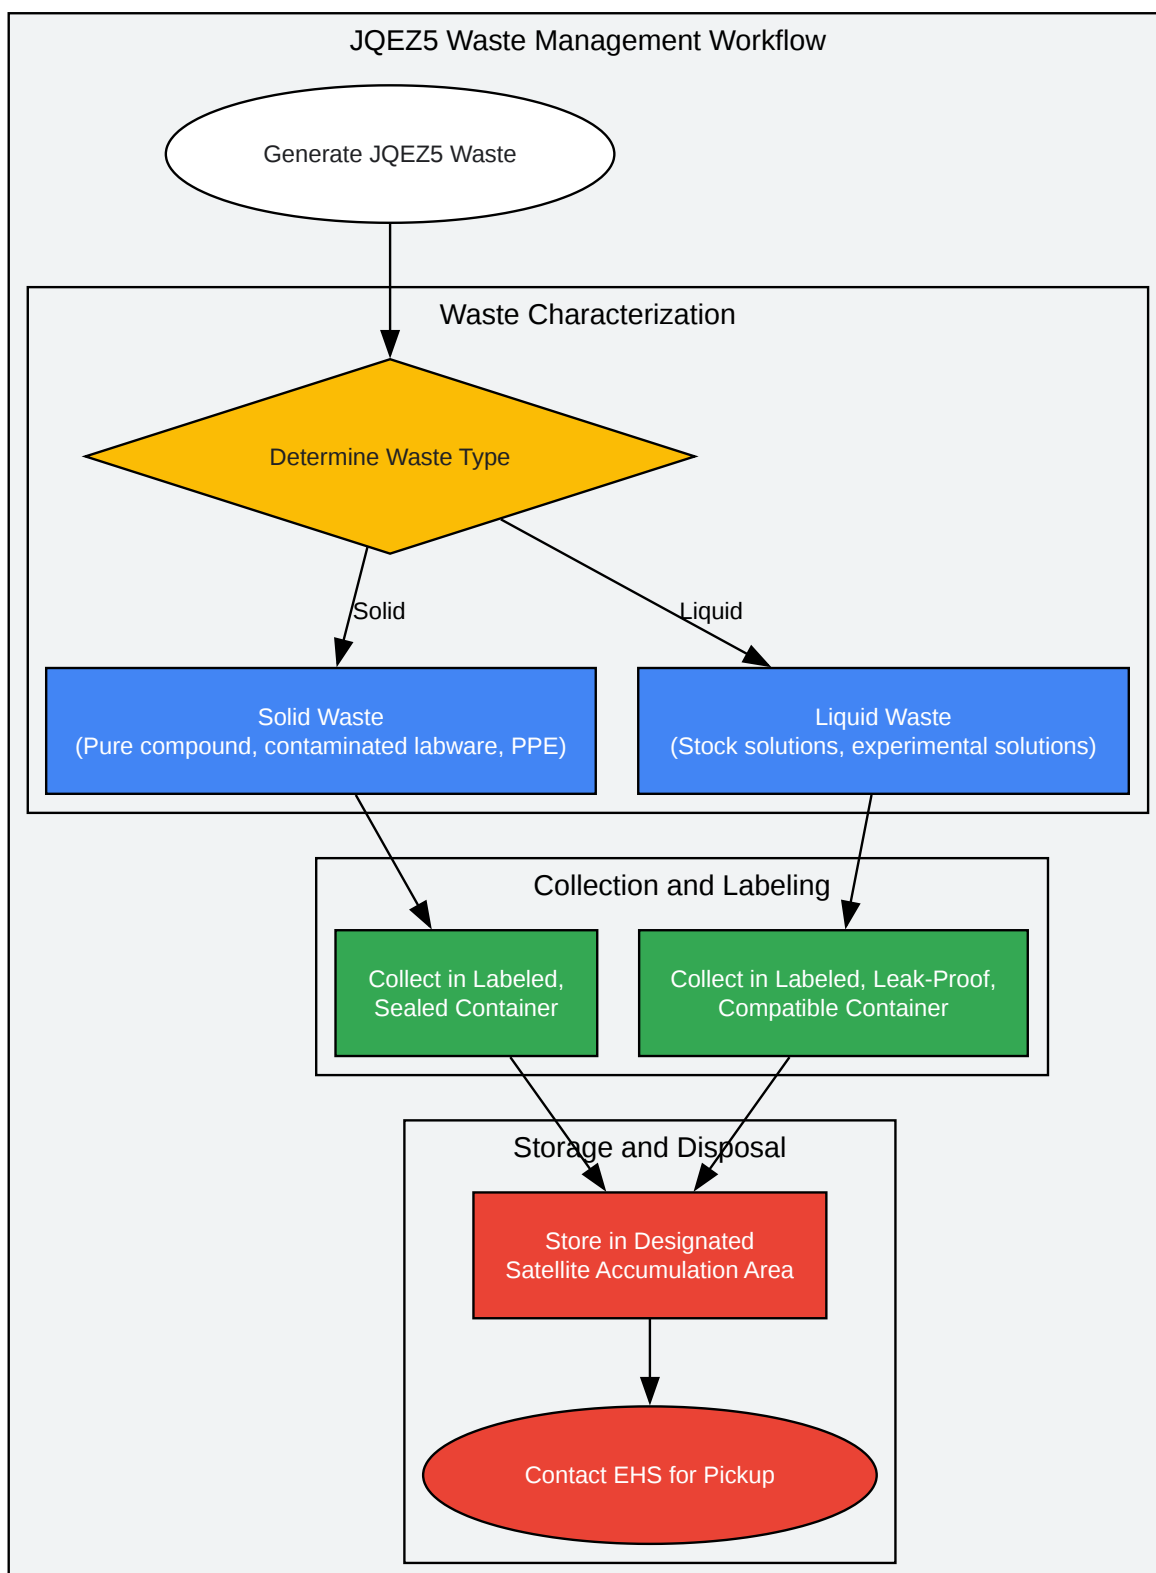 JQEZ5 Waste Management Workflow
Generate JQEZ5 Waste
Waste Characterization
Determine Waste Type
Solid
Liquid
Solid Waste
(Pure compound, contaminated labware, PPE)
Liquid Waste
(Stock solutions, experimental solutions)
Collection and Labeling
Collect in Labeled,
Sealed Container
Collect in Labeled, Leak-Proof,
Compatible Container
Storage and Disposal
Store in Designated
Satellite Accumulation Area
Contact EHS for Pickup